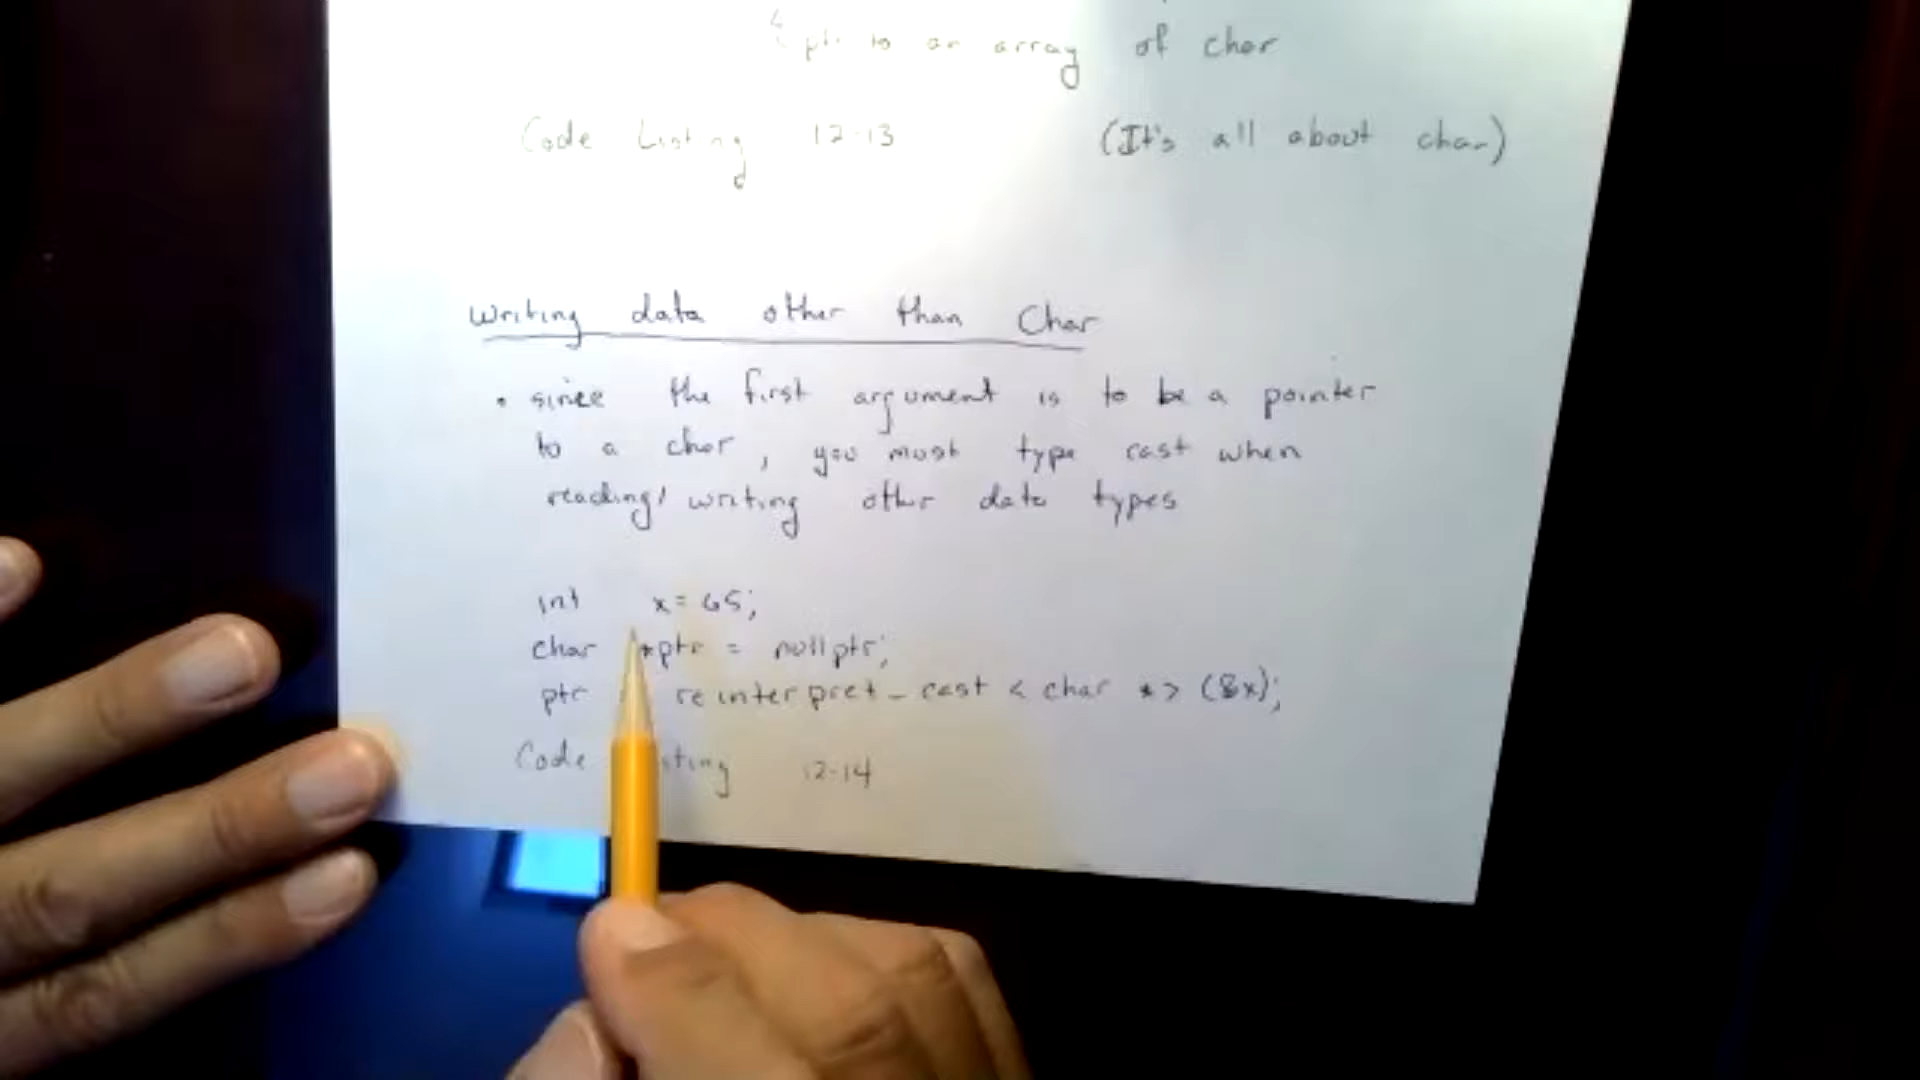 ptr to an array of char
Code Listing 12-13 (It's all about char)
Writing data other than Char
• since the first argument is to be a pointer
to a char, you must type cast when
reading/writing other data types
int x = 65;
char *ptr = nullptr;
ptr reinterpret_cast < char *> (&x);
Code sting 12-14